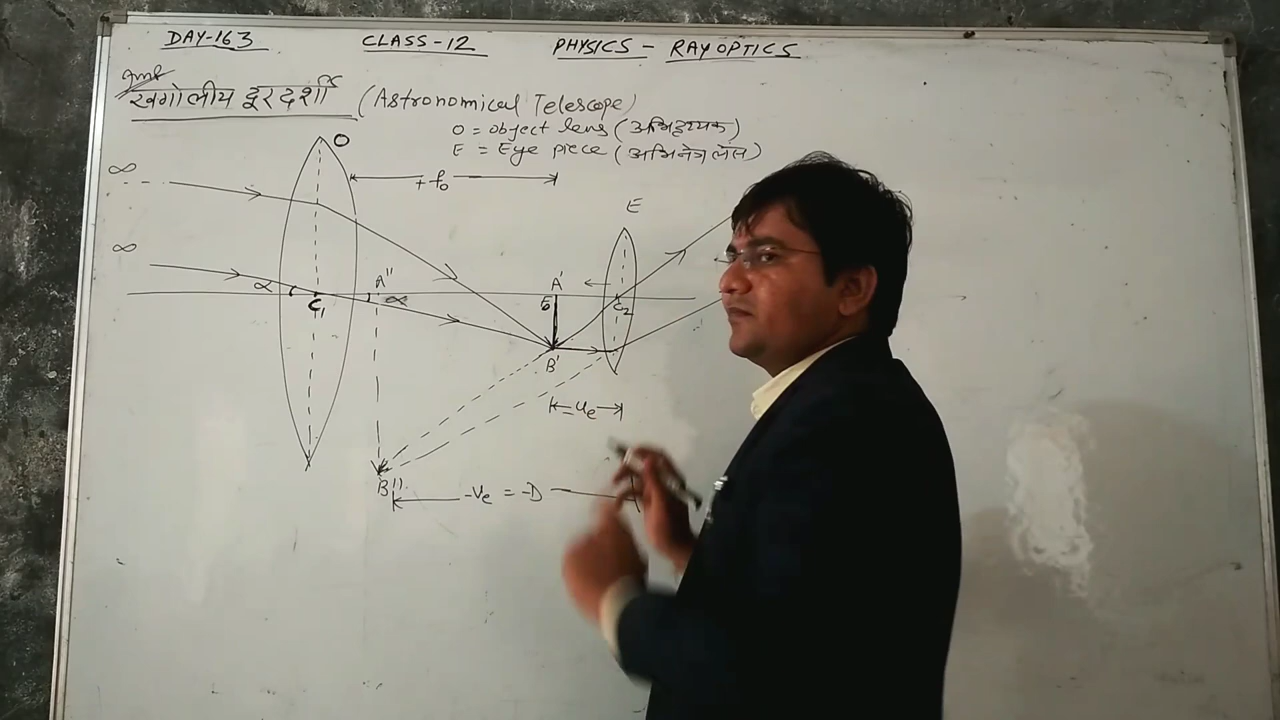 DAY-163 CLASS-12 PHYSICS - RAY OPTICS
Imp
खगोलीय दूरदर्शी (Astronomical Telescope)
O = object lens (अभिदृश्यक)
E = Eye piece (अभिनेत्र लेंस)
O
∞
+ f₀
E
∞
α C₁ A" α A' C₂
B'
-uₑ
B"
-Vₑ = -D